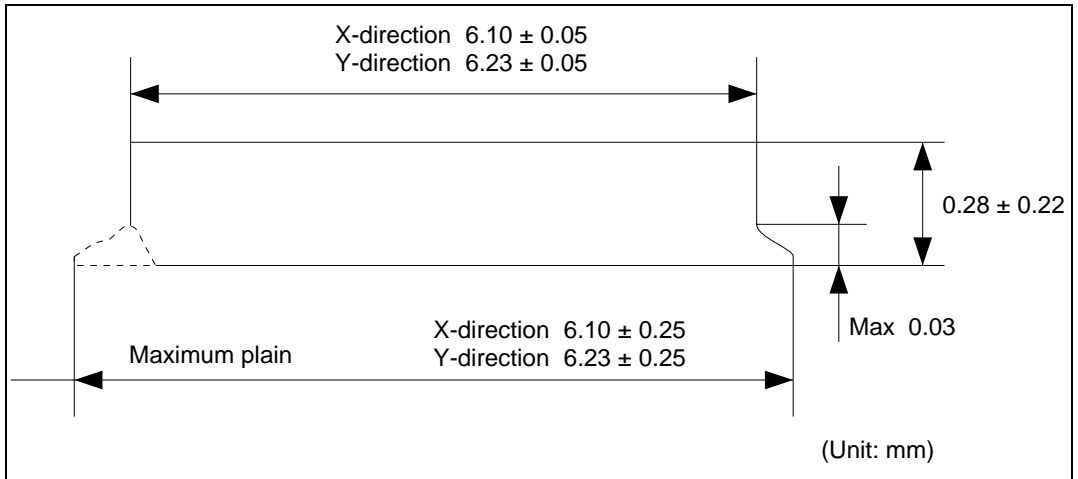 X-direction 6.10 ± 0.05
Y-direction 6.23 ± 0.05
0.28 ± 0.22
Max 0.03
X-direction 6.10 ± 0.25
Y-direction 6.23 ± 0.25
Maximum plain
(Unit: mm)